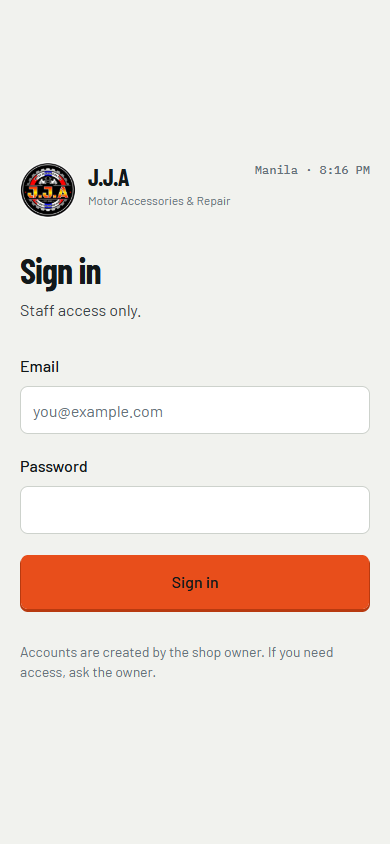 J.J.A
J.J.A
Manila · 8:16 PM
Motor Accessories & Repair
Sign in
Staff access only.
Email
you@example.com
Password
Sign in
Accounts are created by the shop owner. If you need
access, ask the owner.